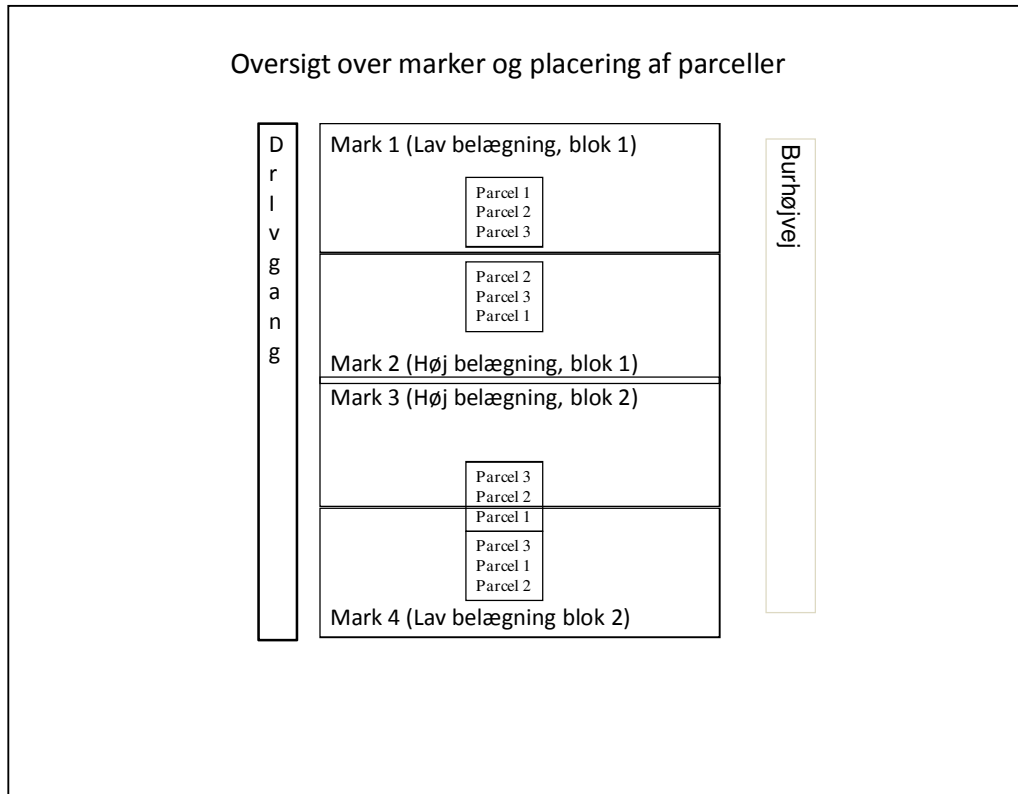 Oversigt over marker og placering af parceller
D
r
I
v
g
a
n
g
Mark 1 (Lav belægning, blok 1)
Parcel 1
Parcel 2
Parcel 3
Parcel 2
Parcel 3
Parcel 1
Mark 2 (Høj belægning, blok 1)
Mark 3 (Høj belægning, blok 2)
Parcel 3
Parcel 2
Parcel 1
Parcel 3
Parcel 1
Parcel 2
Mark 4 (Lav belægning blok 2)
Burhøjvej